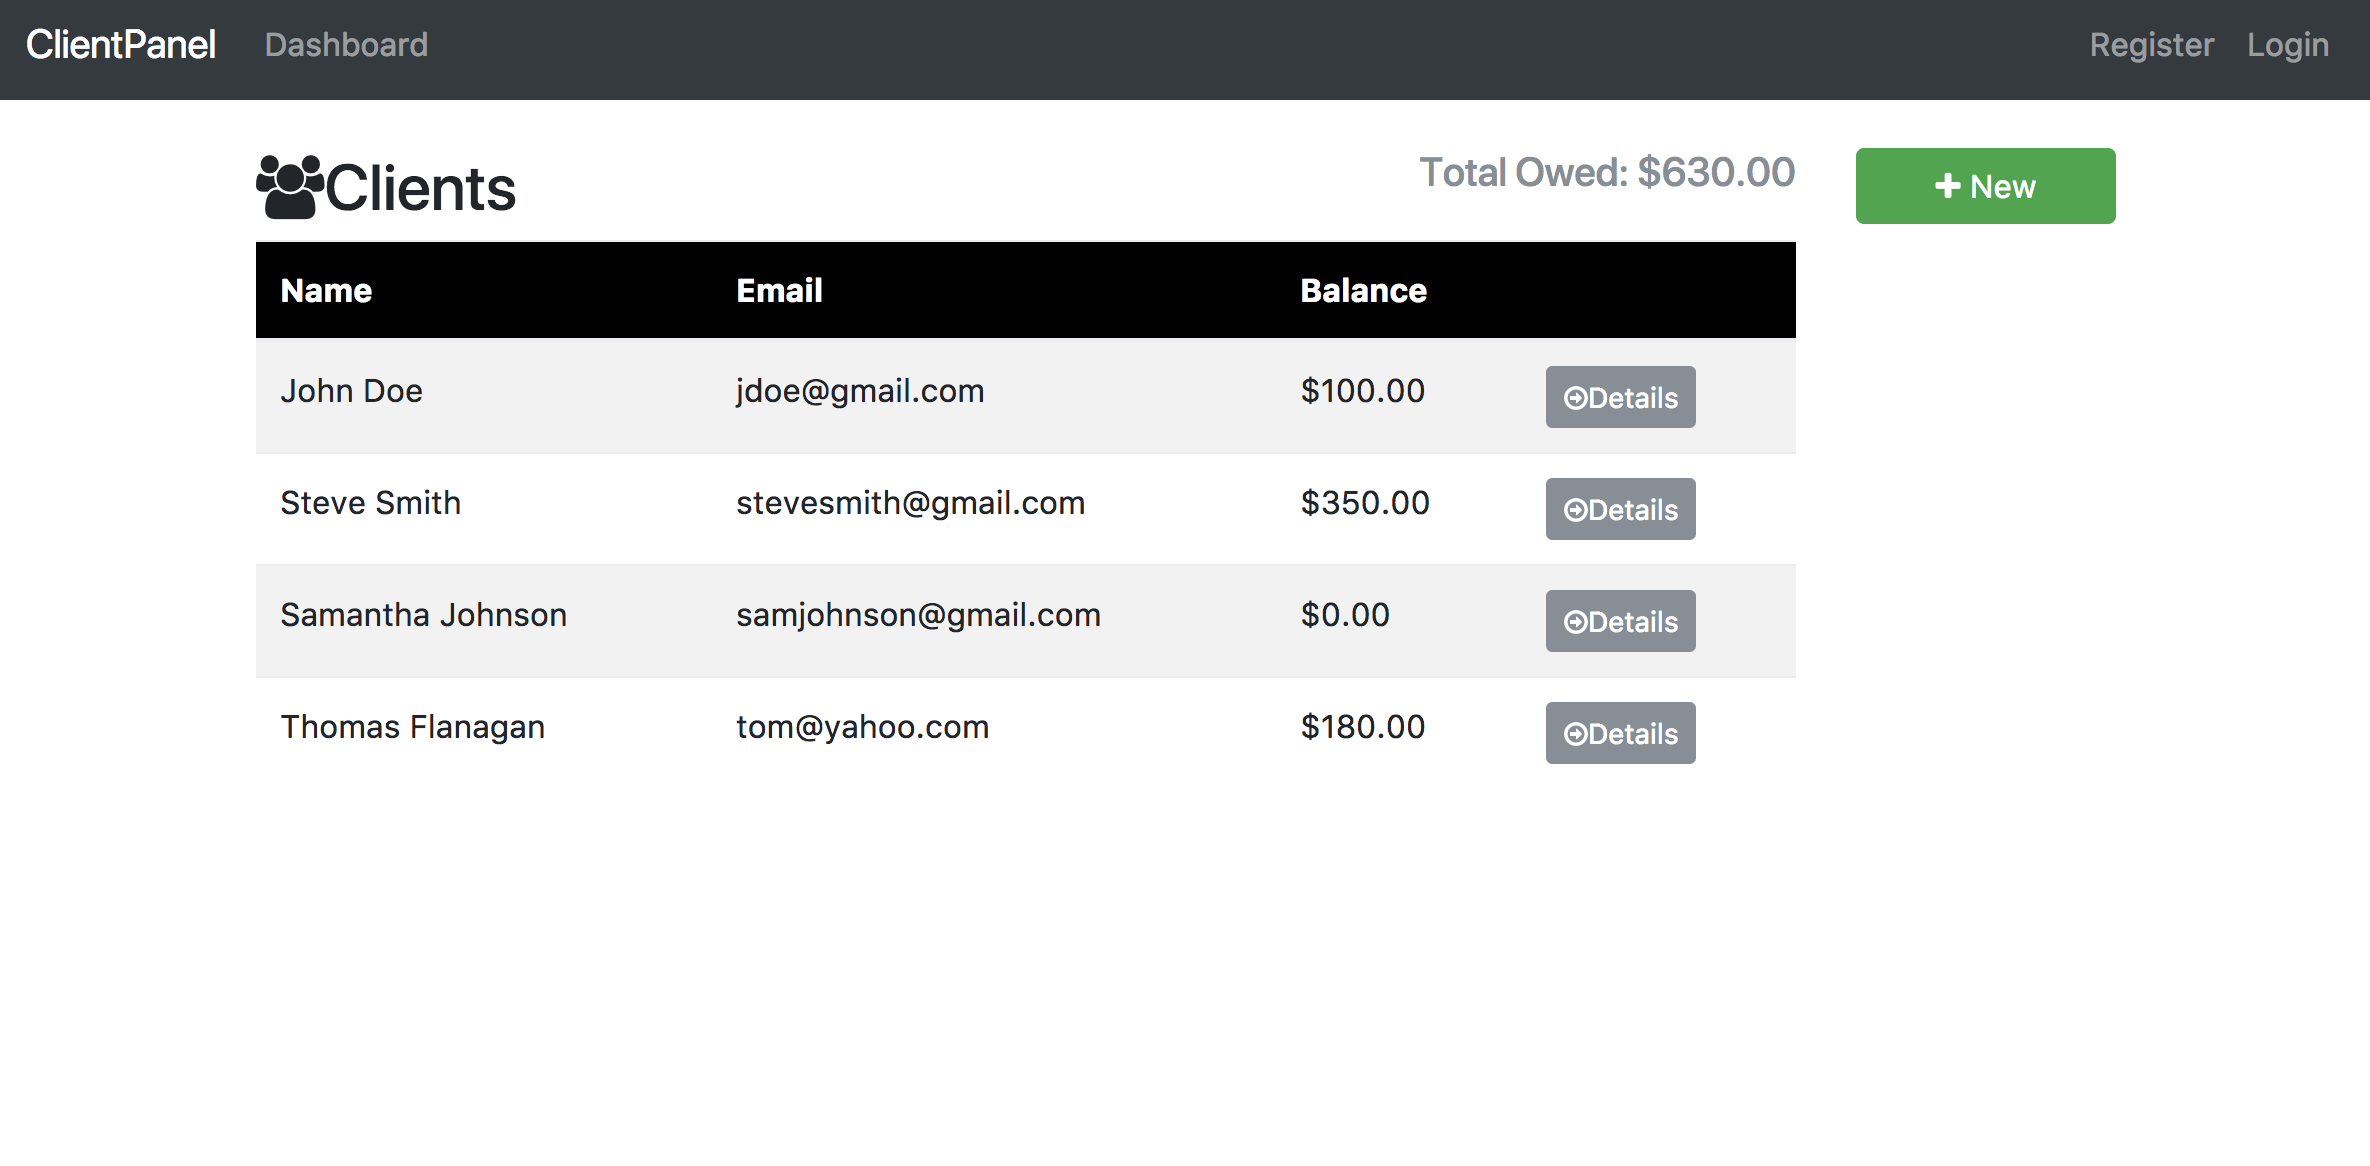 ClientPanel Dashboard Register Login
Clients Total Owed: $630.00 New
Name Email Balance
John Doe jdoe@gmail.com $100.00 Details
Steve Smith stevesmith@gmail.com $350.00 Details
Samantha Johnson samjohnson@gmail.com $0.00 Details
Thomas Flanagan tom@yahoo.com $180.00 Details